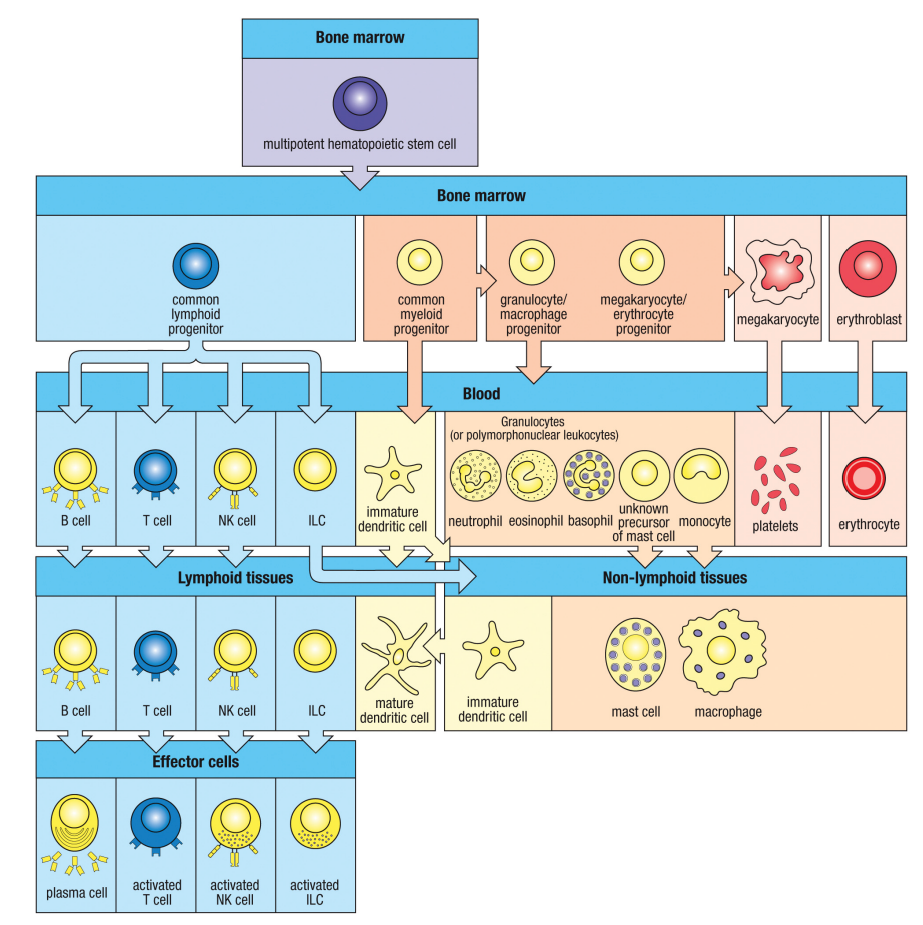 Bone marrow
multipotent hematopoietic stem cell
Bone marrow
common
lymphoid
progenitor
common
myeloid
progenitor
granulocyte/
macrophage
progenitor
megakaryocyte/
erythrocyte
progenitor
megakaryocyte
erythroblast
Blood
B cell
T cell
NK cell
ILC
immature
dendritic cell
Granulocytes
(or polymorphonuclear leukocytes)
neutrophil
eosinophil
basophil
unknown
precursor
of mast cell
monocyte
platelets
erythrocyte
Lymphoid tissues
Non-lymphoid tissues
B cell
T cell
NK cell
ILC
mature
dendritic cell
immature
dendritic cell
mast cell
macrophage
Effector cells
plasma cell
activated
T cell
activated
NK cell
activated
ILC